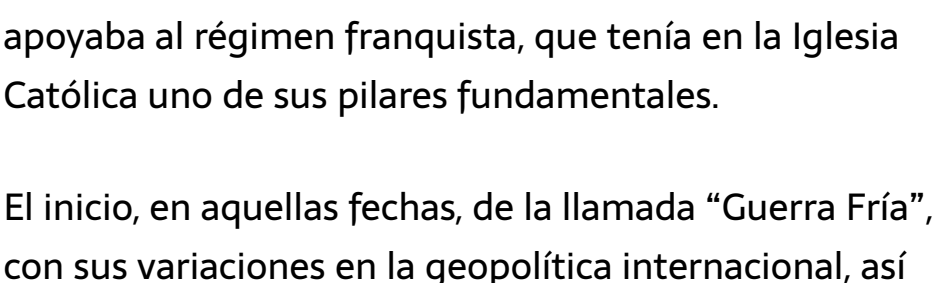 apoyaba al régimen franquista, que tenía en la Iglesia
Católica uno de sus pilares fundamentales.
El inicio, en aquellas fechas, de la llamada “Guerra Fría”,
con sus variaciones en la geopolítica internacional, así